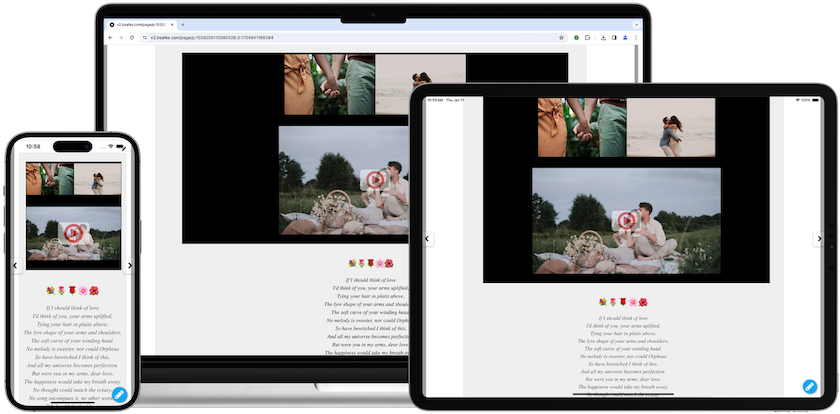 v2.bsafes.com/page/p:1029200110080028:3:1704941169384
If I should think of love
I'd think of you, your arms uplifted,
Tying your hair in plaits above,
The lyre shape of your arms and shoulders,
The soft curve of your winding head.
No melody is sweeter, nor could Orpheus
So have bewitched. I think of this,
And all my universe becomes perfection.
But were you in my arms, dear love,
The happiness would take my breath away,
10:58
If I should think of love
I'd think of you, your arms uplifted,
Tying your hair in plaits above,
The lyre shape of your arms and shoulders,
The soft curve of your winding head.
No melody is sweeter, nor could Orpheus
So have bewitched. I think of this,
And all my universe becomes perfection.
But were you in my arms, dear love,
The happiness would take my breath away,
No thought could match the ecstasy,
No song encompass it, no other
10:59 AM Thu Jan 11
100%
If I should think of love
I'd think of you, your arms uplifted,
Tying your hair in plaits above,
The lyre shape of your arms and shoulders,
The soft curve of your winding head.
No melody is sweeter, nor could Orpheus
So have bewitched. I think of this,
And all my universe becomes perfection.
But were you in my arms, dear love,
The happiness would take my breath away,